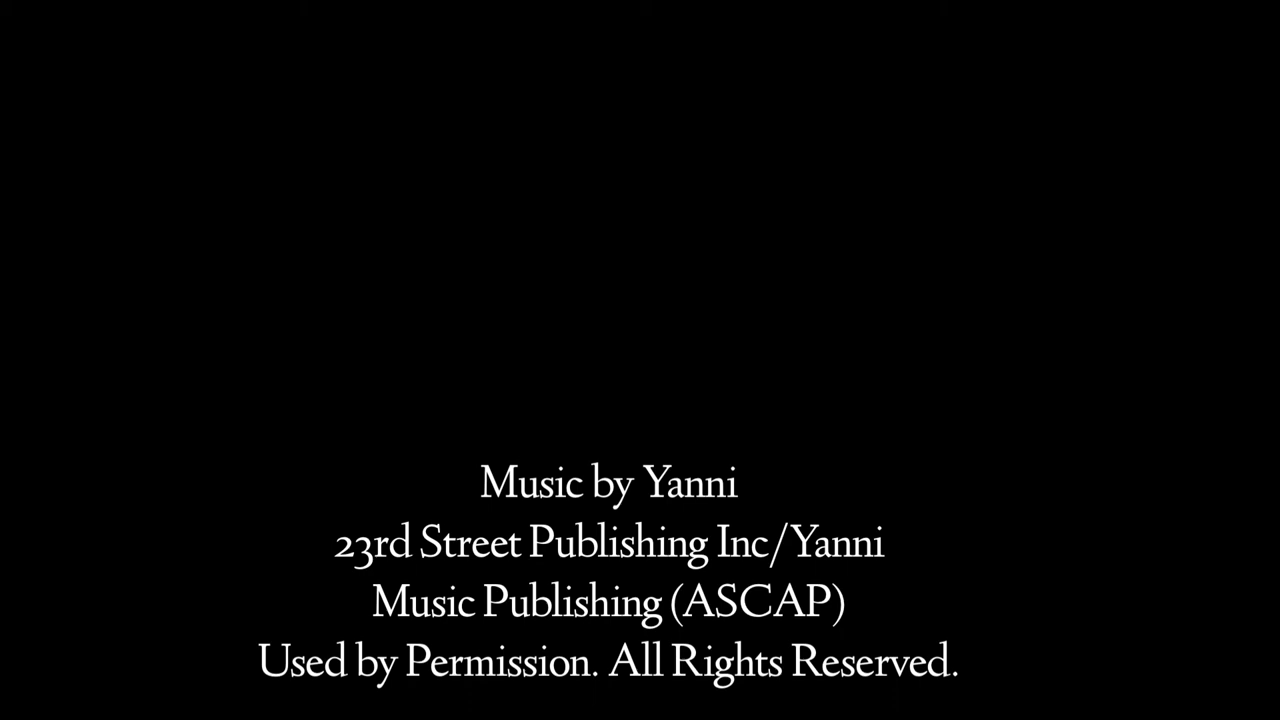 Music by Yanni
23rd Street Publishing Inc/Yanni
Music Publishing (ASCAP)
Used by Permission. All Rights Reserved.